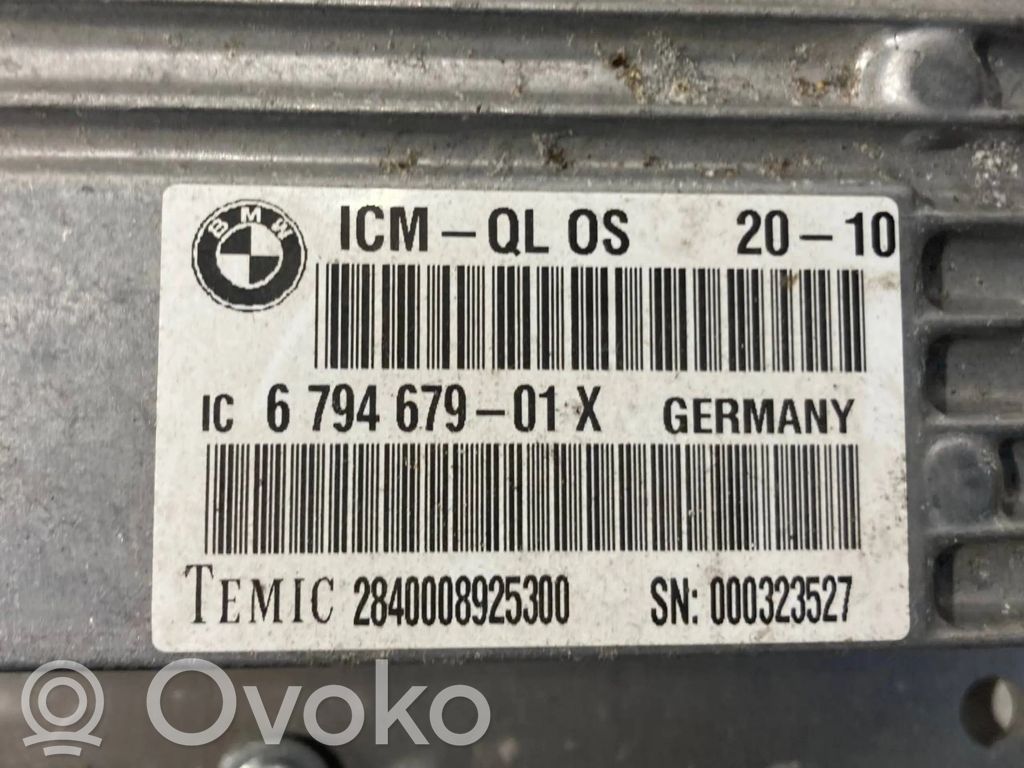 BMW
ICM – QL OS 20 – 10
IC 6 794 679 – 01 X GERMANY
TEMIC 2840008925300 SN: 000323527
Ovoko